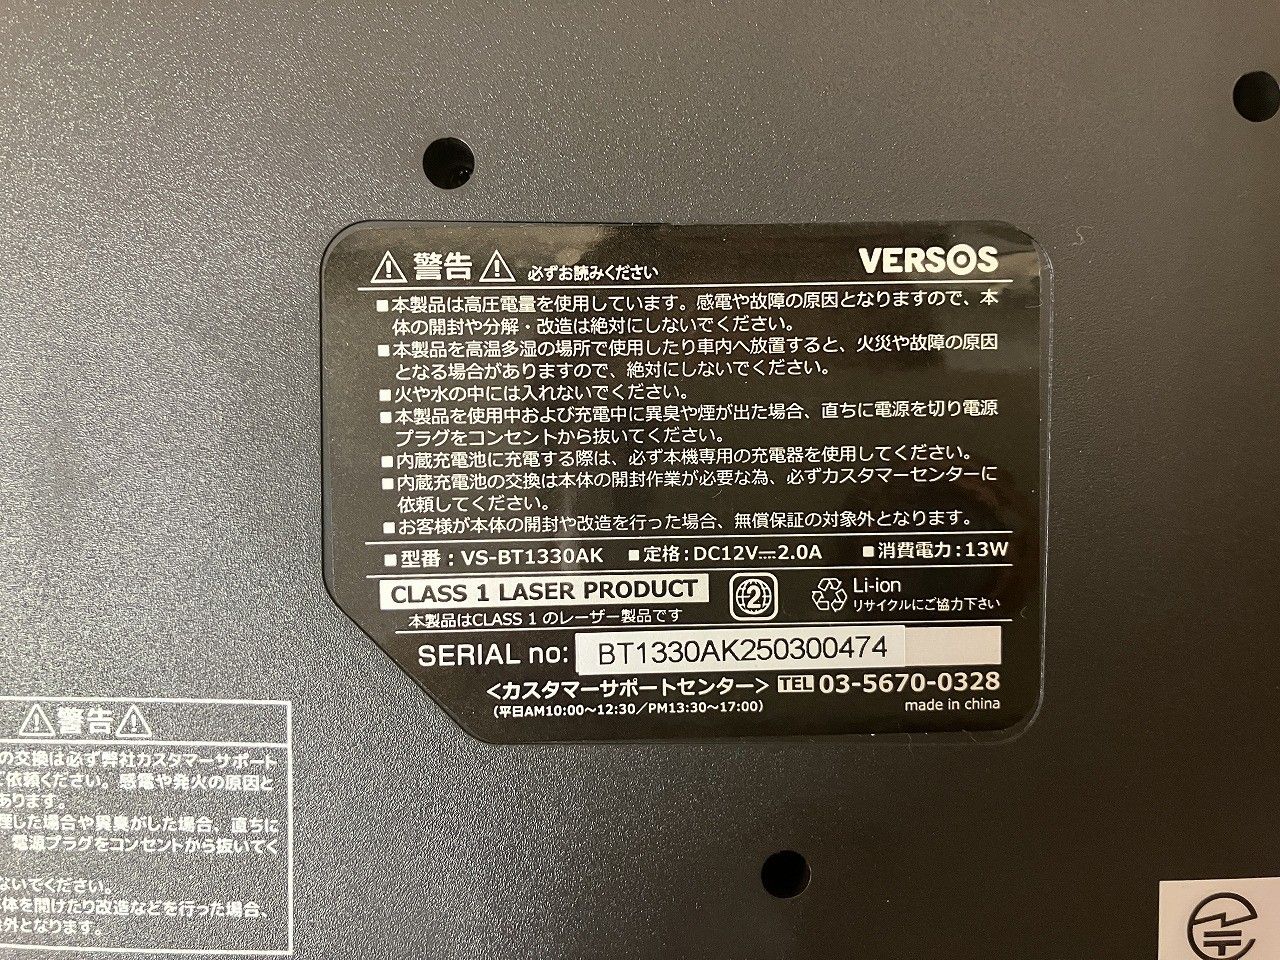 警告 必ずお読みください
VERSOS
■本製品は高圧電量を使用しています。感電や故障の原因となりますので、本
体の開封や分解・改造は絶対にしないでください。
■本製品を高温多湿の場所で使用したり車内へ放置すると、火災や故障の原因
となる場合がありますので、絶対にしないでください。
■火や水の中には入れないでください。
■本製品を使用中および充電中に異臭や煙が出た場合、直ちに電源を切り電源
プラグをコンセントから抜いてください。
■内蔵充電池に充電する際は、必ず本機専用の充電器を使用してください。
■内蔵充電池の交換は本体の開封作業が必要な為、必ずカスタマーセンターに
依頼してください。
■お客様が本体の開封や改造を行った場合、無償保証の対象外となります。
■型番：VS-BT1330AK ■定格：DC12V⎓2.0A ■消費電力：13W
CLASS 1 LASER PRODUCT
本製品はCLASS 1 のレーザー製品です
2
Li-ion
リサイクルにご協力下さい
SERIAL no: BT1330AK250300474
＜カスタマーサポートセンター＞ TEL 03-5670-0328
（平日AM10:00～12:30／PM13:30～17:00）
made in china
警告
の交換は必ず弊社カスタマーサポート
ご依頼ください。感電や発火の原因と
あります。
煙した場合や異臭がした場合、直ちに
電源プラグをコンセントから抜いてく
ないでください。
体を開けたり改造などを行った場合、
象外となります。